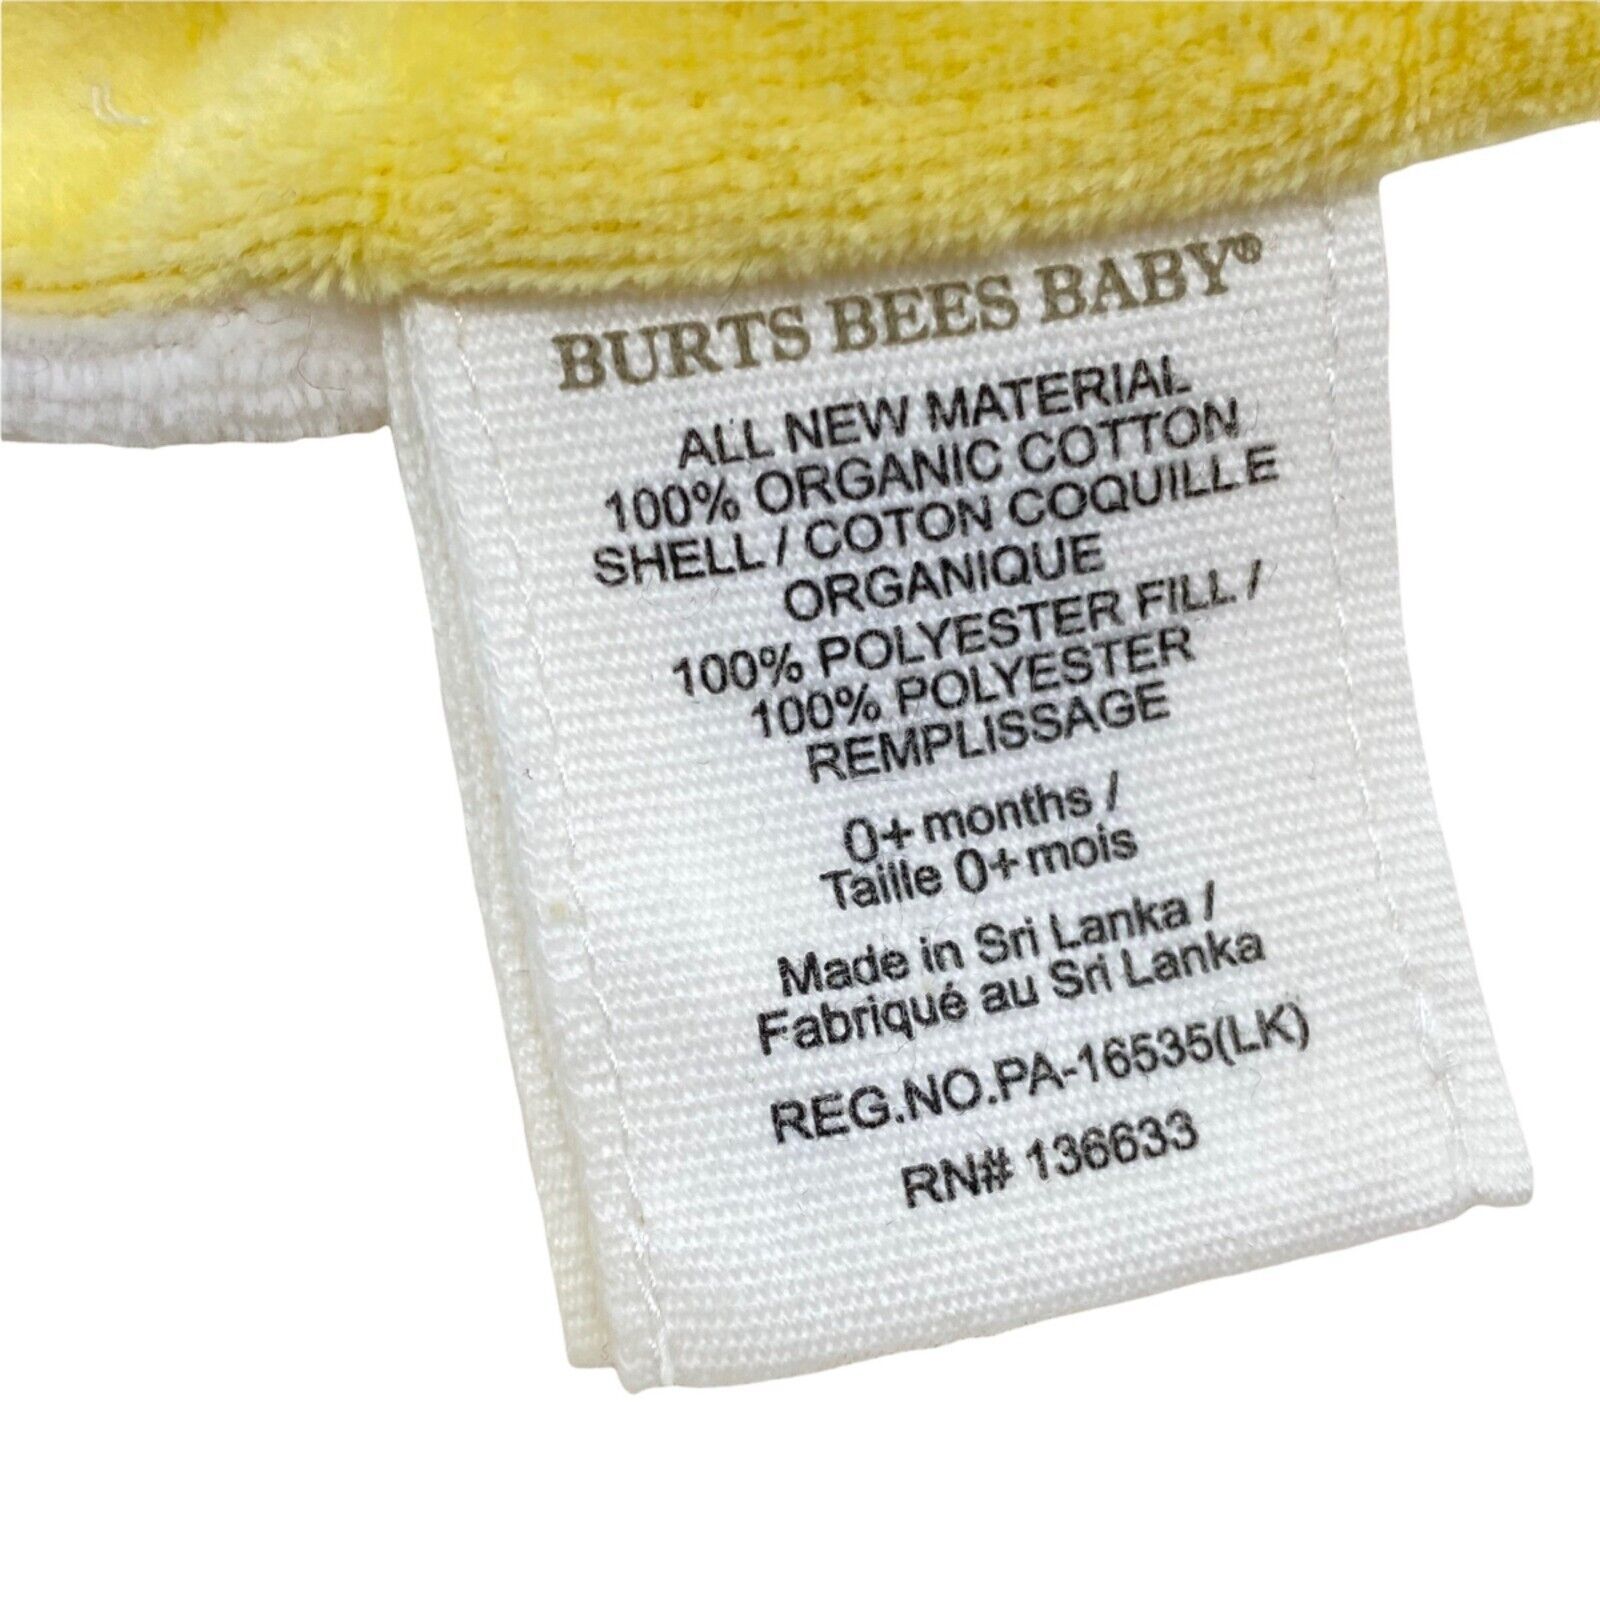 BURTS BEES BABY®
ALL NEW MATERIAL
100% ORGANIC COTTON
SHELL / COTON COQUILLE
ORGANIQUE
100% POLYESTER FILL /
100% POLYESTER
REMPLISSAGE
0+ months /
Taille 0+ mois
Made in Sri Lanka /
Fabriqué au Sri Lanka
REG.NO.PA-16535(LK)
RN# 136633